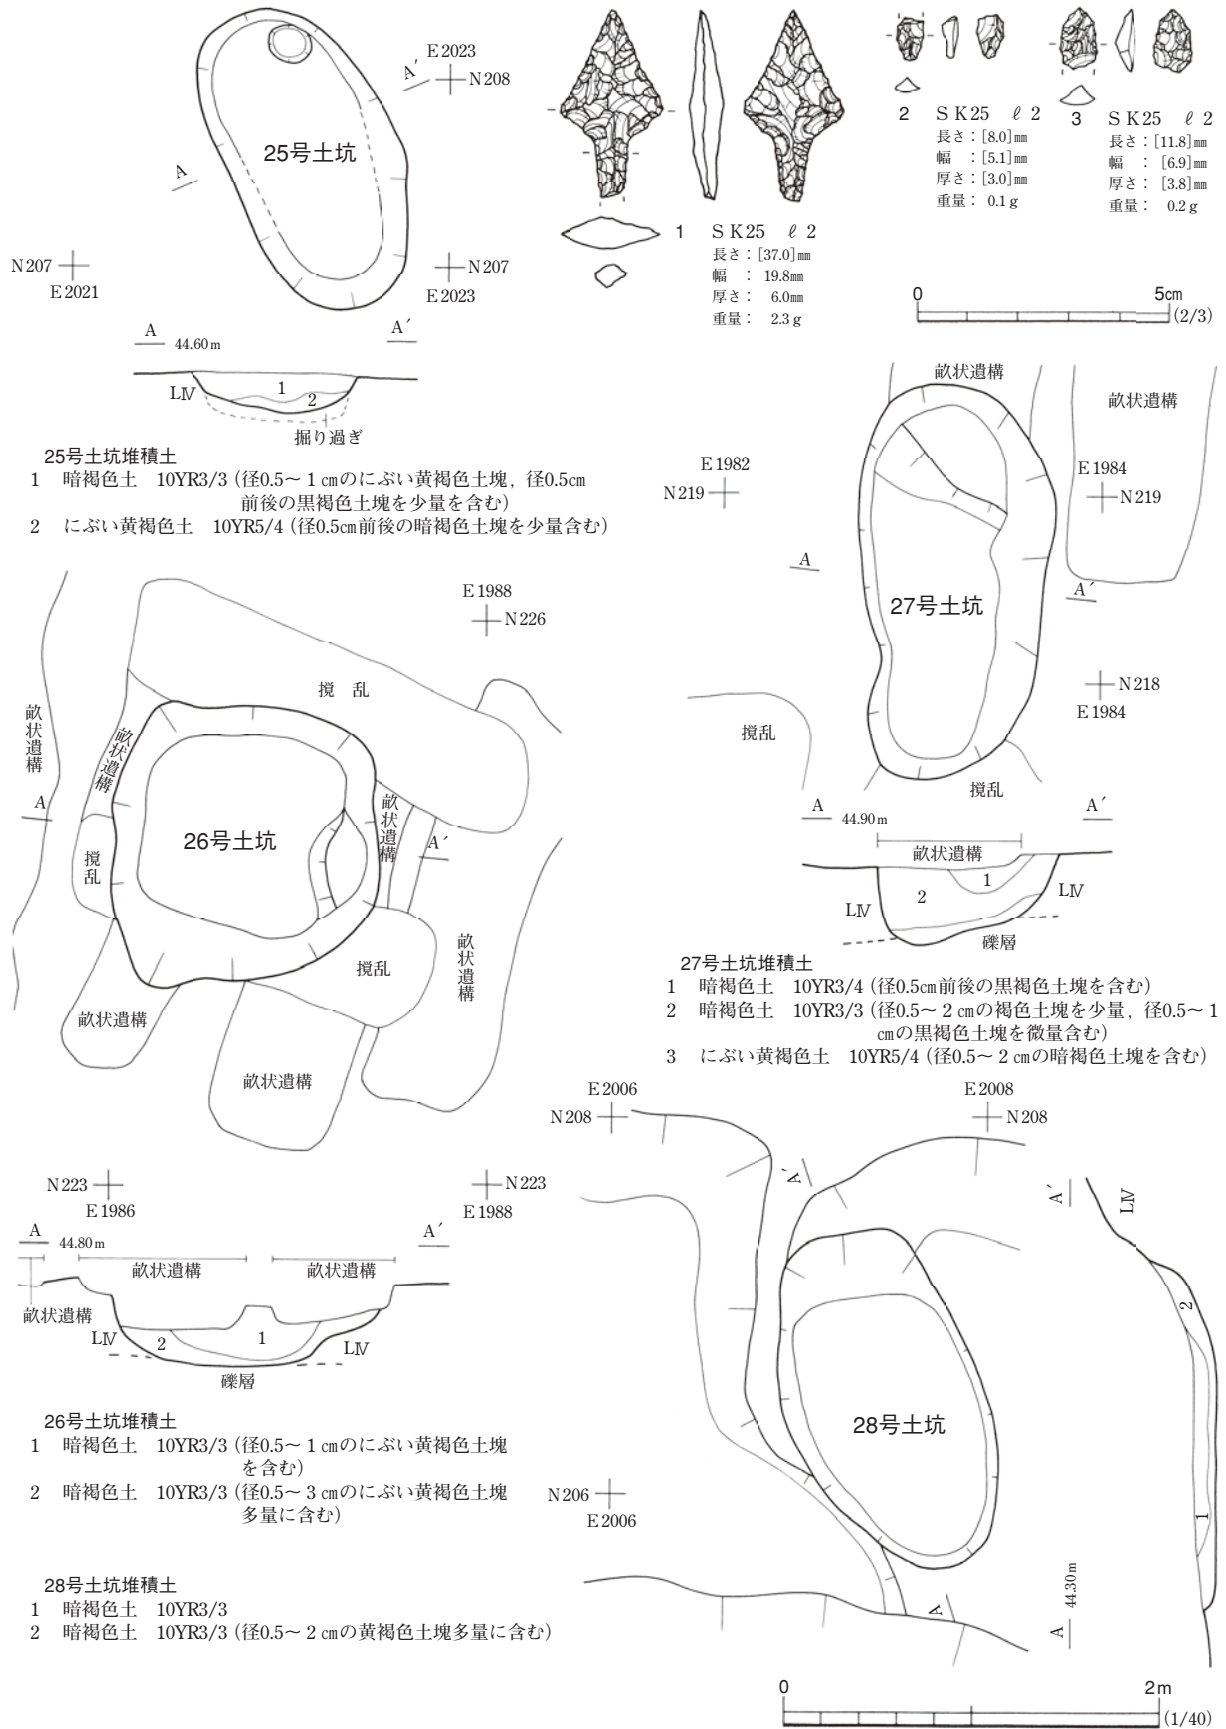 25号土坑
A
A′
E2023
N208
N207
E2021
N207
E2023
A
44.60m
A′
LⅣ
1
2
掘り過ぎ
25号土坑堆積土
1 暗褐色土 10YR3/3（径0.5～1㎝のにぶい黄褐色土塊，径0.5㎝
前後の黒褐色土塊を少量を含む）
2 にぶい黄褐色土 10YR5/4（径0.5㎝前後の暗褐色土塊を少量含む）
1 SK25 ℓ2
長さ：[37.0]㎜
幅 ： 19.8㎜
厚さ： 6.0㎜
重量： 2.3g
2 SK25 ℓ2
長さ：[8.0]㎜
幅 ：[5.1]㎜
厚さ：[3.0]㎜
重量： 0.1g
3 SK25 ℓ2
長さ：[11.8]㎜
幅 ： [6.9]㎜
厚さ： [3.8]㎜
重量： 0.2g
0
5cm
(2/3)
畝状遺構
畝状遺構
E1982
N219
E1984
N219
A
A′
27号土坑
N218
E1984
撹乱
撹乱
A
44.90m
A′
畝状遺構
1
2
LⅣ
LⅣ
礫層
27号土坑堆積土
1 暗褐色土 10YR3/4（径0.5㎝前後の黒褐色土塊を含む）
2 暗褐色土 10YR3/3（径0.5～2㎝の褐色土塊を少量，径0.5～1
㎝の黒褐色土塊を微量含む）
3 にぶい黄褐色土 10YR5/4（径0.5～2㎝の暗褐色土塊を含む）
E1988
N226
撹 乱
畝状遺構
畝状遺構
A
撹乱
26号土坑
畝状遺構
A′
撹乱
畝状遺構
畝状遺構
畝状遺構
N223
E1986
N223
E1988
A
44.80m
A′
畝状遺構
畝状遺構
畝状遺構
LⅣ
2
1
LⅣ
礫層
26号土坑堆積土
1 暗褐色土 10YR3/3（径0.5～1㎝のにぶい黄褐色土塊
を含む）
2 暗褐色土 10YR3/3（径0.5～3㎝のにぶい黄褐色土塊
多量に含む）
28号土坑堆積土
1 暗褐色土 10YR3/3
2 暗褐色土 10YR3/3（径0.5～2㎝の黄褐色土塊多量に含む）
E2006
N208
E2008
N208
A′
A′
LⅣ
2
28号土坑
N206
E2006
1
A
A
44.30m
0
2m
(1/40)